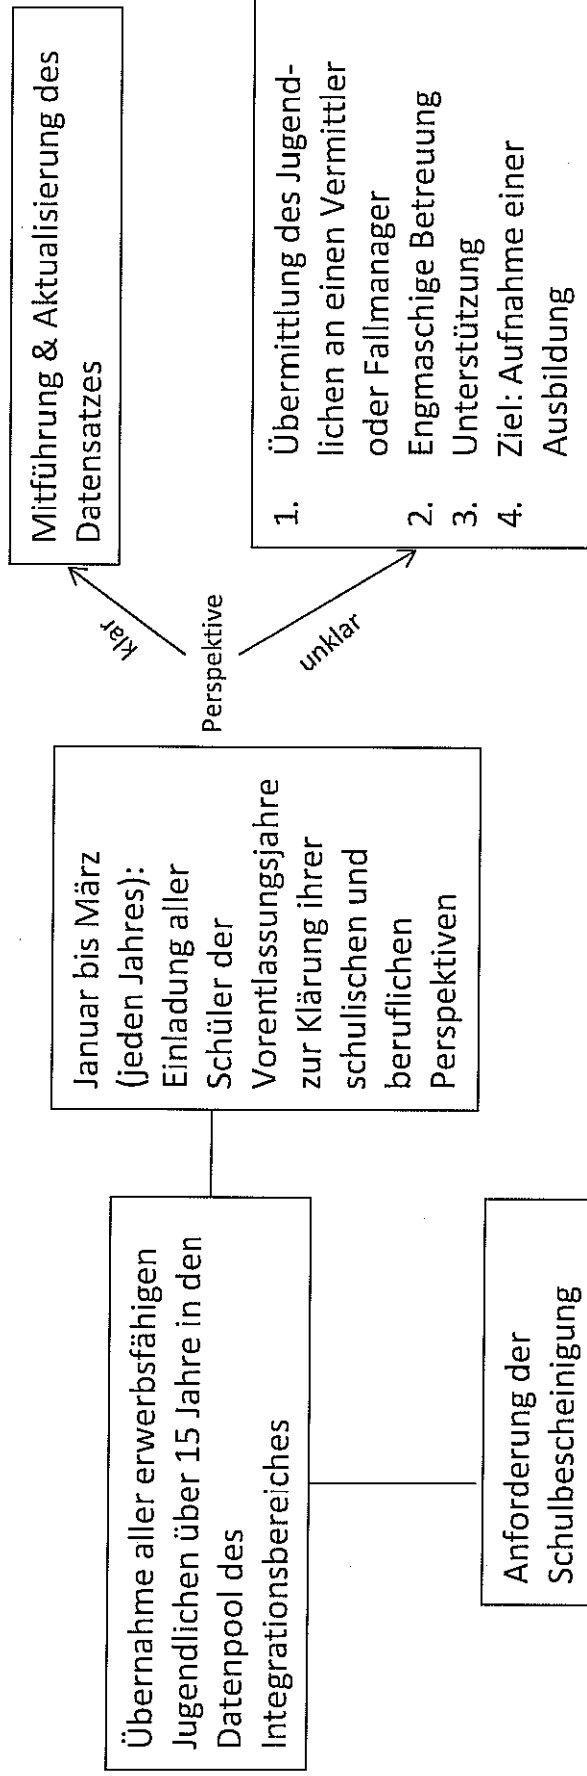 Übernahme aller erwerbsfähigen
Jugendlichen über 15 Jahre in den
Datenpool des
Integrationsbereiches
Anforderung der
Schulbescheinigung
Januar bis März
(jeden Jahres):
Einladung aller
Schüler der
Vorentlassungsjahre
zur Klärung ihrer
schulischen und
beruflichen
Perspektiven
Perspektive
klar
unklar
Mitführung & Aktualisierung des
Datensatzes
1. Übermittlung des Jugend-
lichen an einen Vermittler
oder Fallmanager
2. Engmaschige Betreuung
3. Unterstützung
4. Ziel: Aufnahme einer
Ausbildung